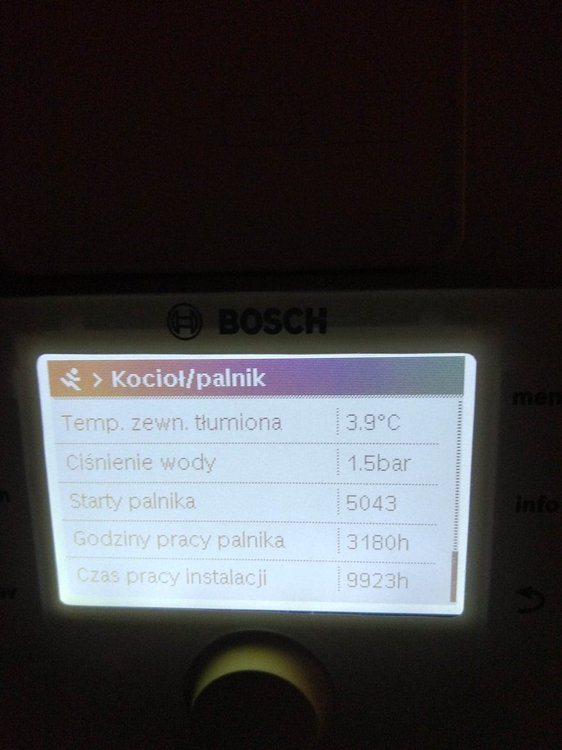 BOSCH
> Kocioł/palnik
Temp. zewn. tłumiona 3.9°C
Ciśnienie wody 1.5bar
Starty palnika 5043
Godziny pracy palnika 3180h
Czas pracy instalacji 9923h
info